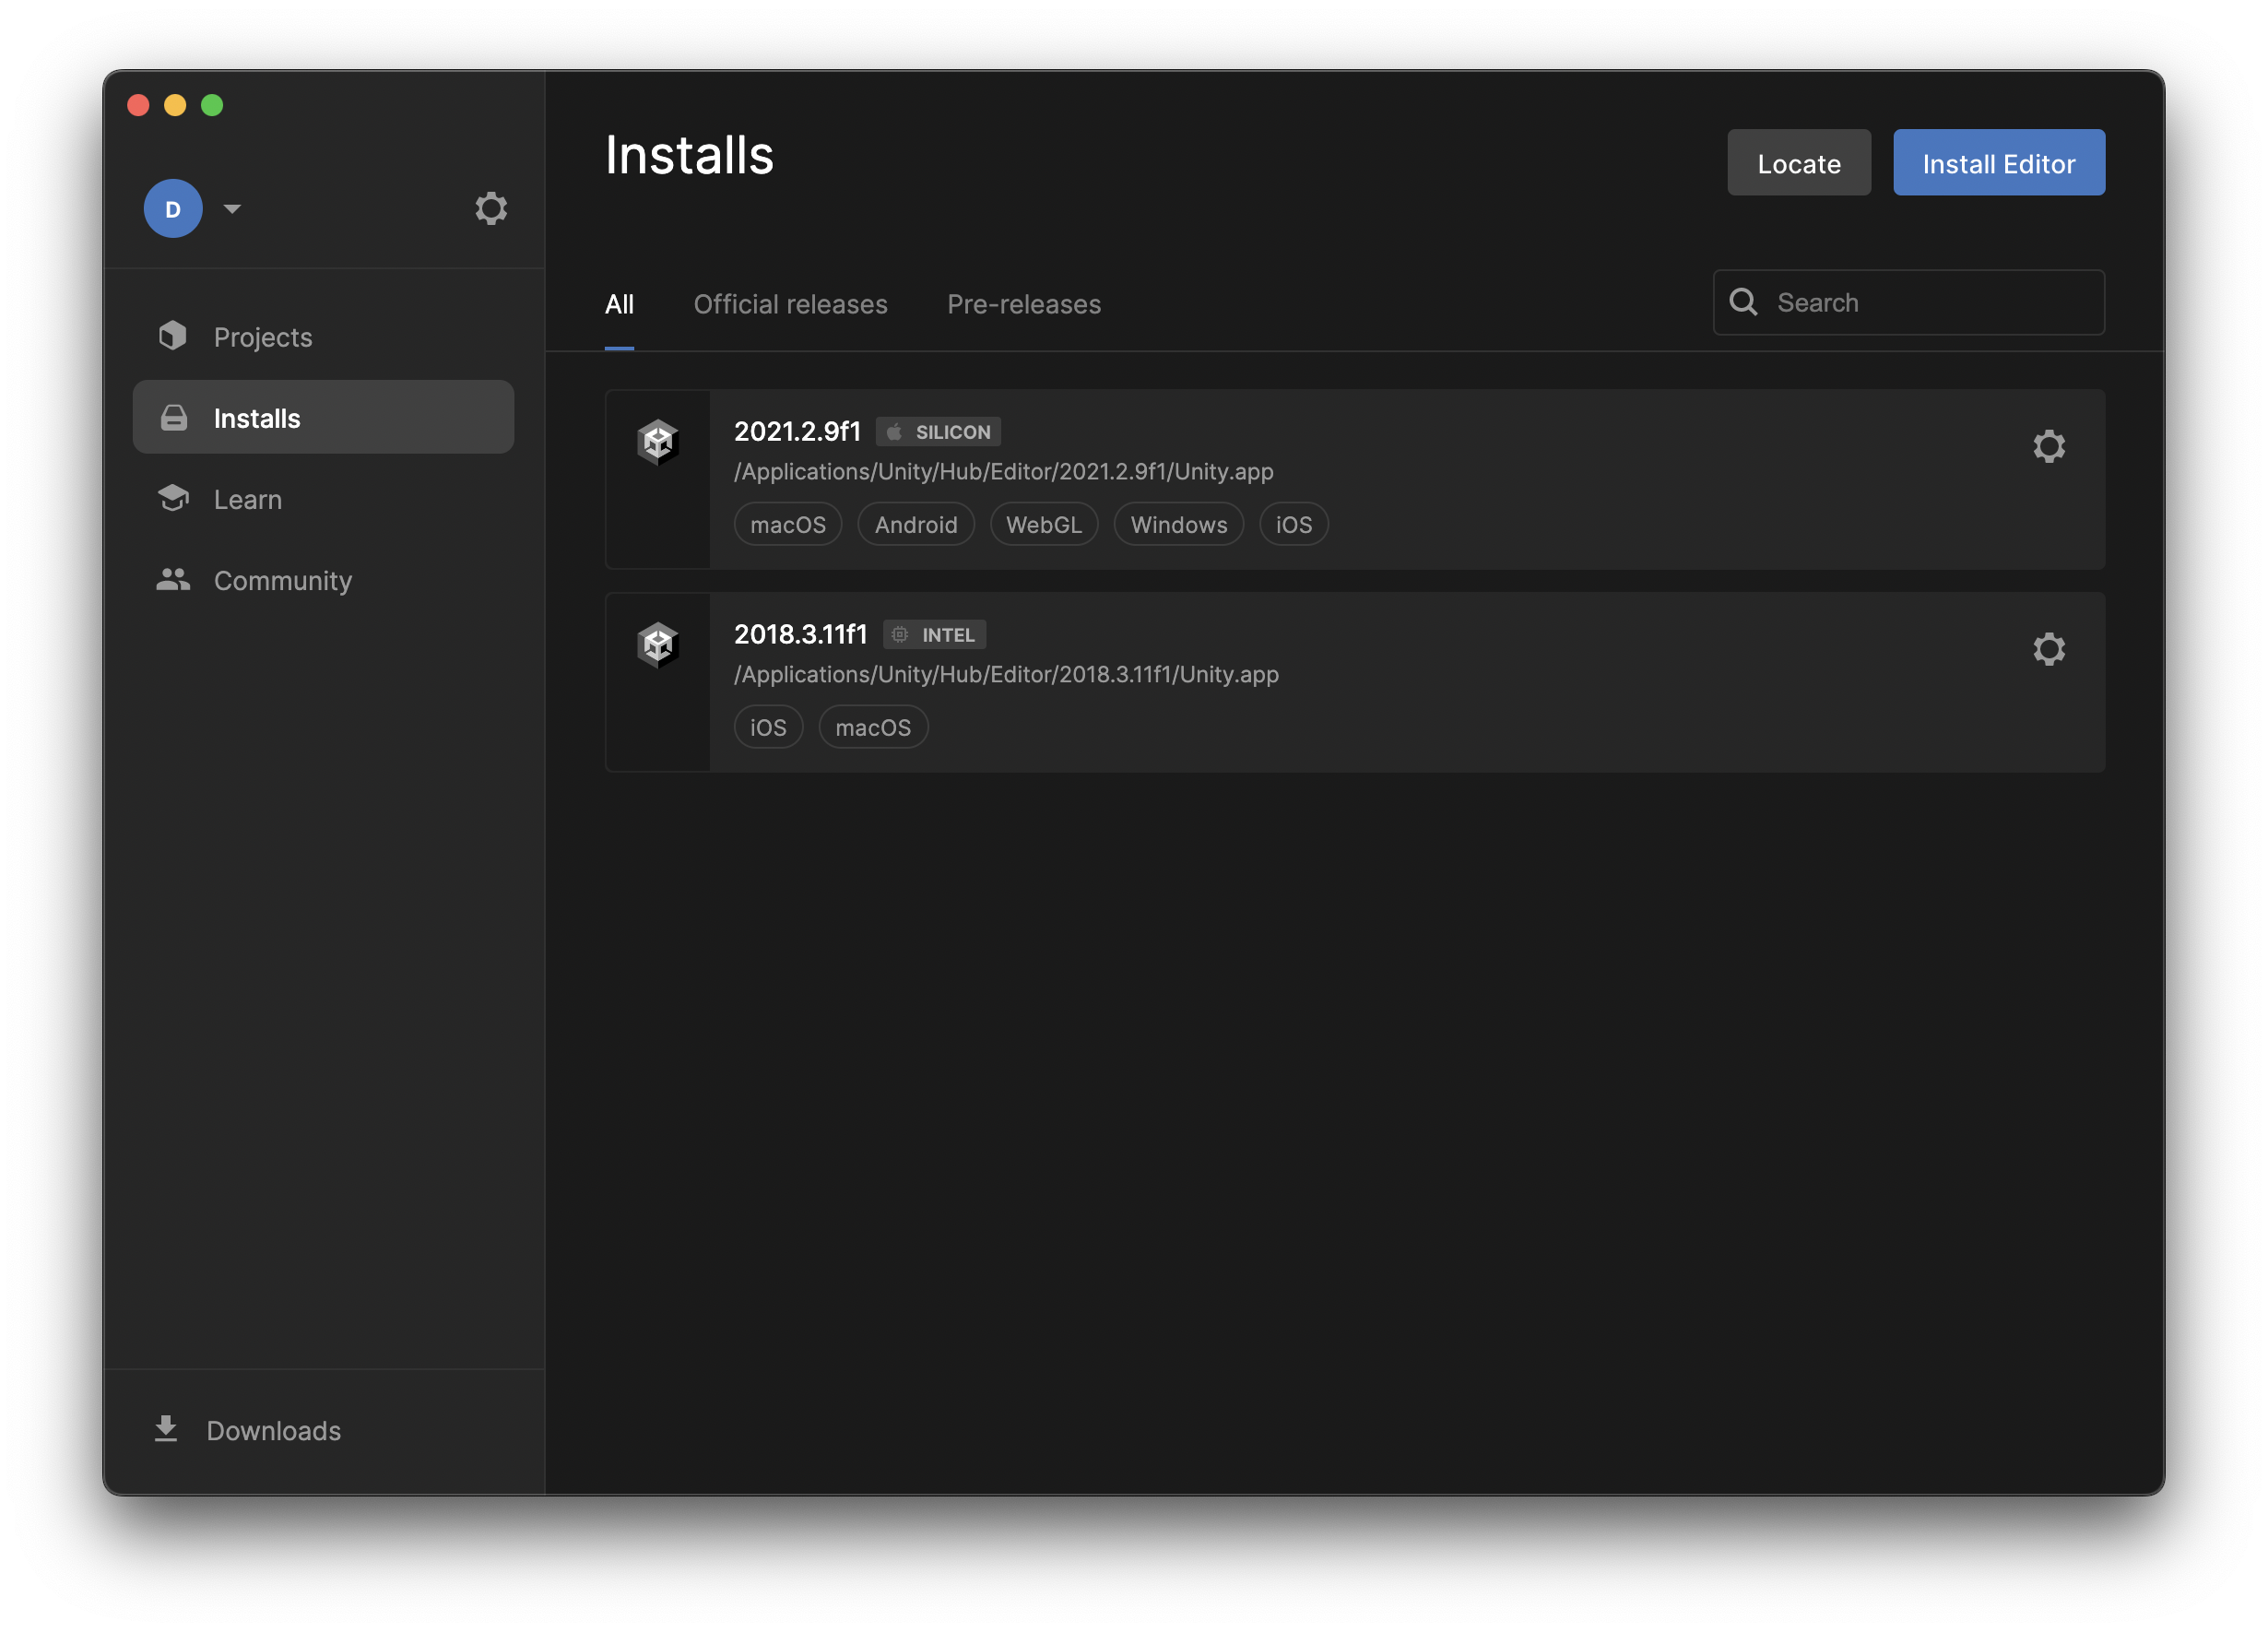 D
Projects
Installs
Learn
Community
Downloads
Installs
Locate
Install Editor
All Official releases Pre-releases
Search
2021.2.9f1 SILICON
/Applications/Unity/Hub/Editor/2021.2.9f1/Unity.app
macOS Android WebGL Windows iOS
2018.3.11f1 INTEL
/Applications/Unity/Hub/Editor/2018.3.11f1/Unity.app
iOS macOS